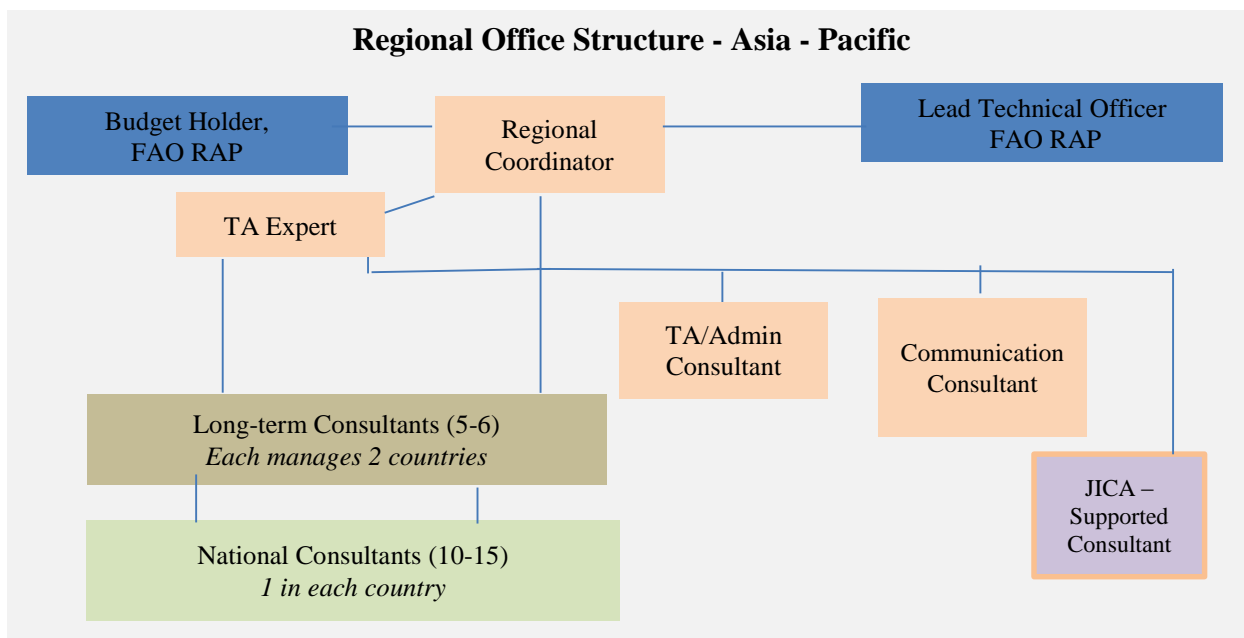 Regional Office Structure - Asia - Pacific
Budget Holder,
FAO RAP
Regional
Coordinator
Lead Technical Officer
FAO RAP
TA Expert
TA/Admin
Consultant
Communication
Consultant
Long-term Consultants (5-6)
Each manages 2 countries
JICA –
Supported
Consultant
National Consultants (10-15)
1 in each country